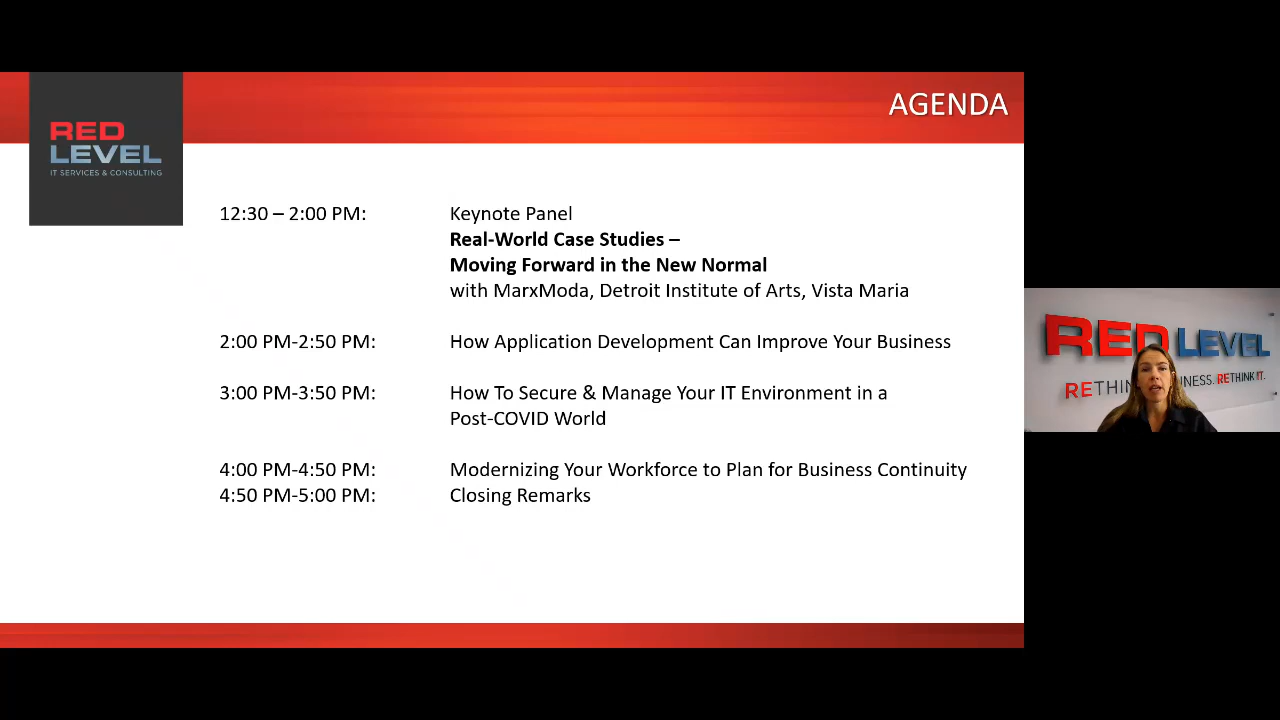 AGENDA
RED
LEVEL
IT SERVICES & CONSULTING
12:30 – 2:00 PM: Keynote Panel
Real-World Case Studies –
Moving Forward in the New Normal
with MarxModa, Detroit Institute of Arts, Vista Maria
2:00 PM-2:50 PM: How Application Development Can Improve Your Business
3:00 PM-3:50 PM: How To Secure & Manage Your IT Environment in a
Post-COVID World
4:00 PM-4:50 PM: Modernizing Your Workforce to Plan for Business Continuity
4:50 PM-5:00 PM: Closing Remarks
RED LEVEL
RETHINK RETHINK IT.